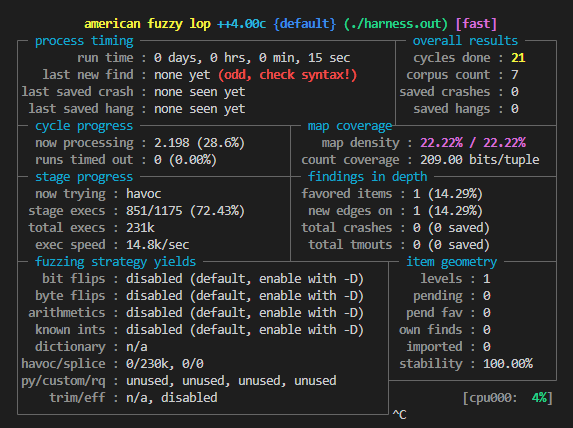 american fuzzy lop ++4.00c {default} (./harness.out) [fast]
process timing
overall results
run time : 0 days, 0 hrs, 0 min, 15 sec
cycles done : 21
last new find : none yet (odd, check syntax!)
corpus count : 7
last saved crash : none seen yet
saved crashes : 0
last saved hang : none seen yet
saved hangs : 0
cycle progress
map coverage
now processing : 2.198 (28.6%)
map density : 22.22% / 22.22%
runs timed out : 0 (0.00%)
count coverage : 209.00 bits/tuple
stage progress
findings in depth
now trying : havoc
favored items : 1 (14.29%)
stage execs : 851/1175 (72.43%)
new edges on : 1 (14.29%)
total execs : 231k
total crashes : 0 (0 saved)
exec speed : 14.8k/sec
total tmouts : 0 (0 saved)
fuzzing strategy yields
item geometry
bit flips : disabled (default, enable with -D)
levels : 1
byte flips : disabled (default, enable with -D)
pending : 0
arithmetics : disabled (default, enable with -D)
pend fav : 0
known ints : disabled (default, enable with -D)
own finds : 0
dictionary : n/a
imported : 0
havoc/splice : 0/230k, 0/0
stability : 100.00%
py/custom/rq : unused, unused, unused, unused
trim/eff : n/a, disabled
[cpu000: 4%]
^C